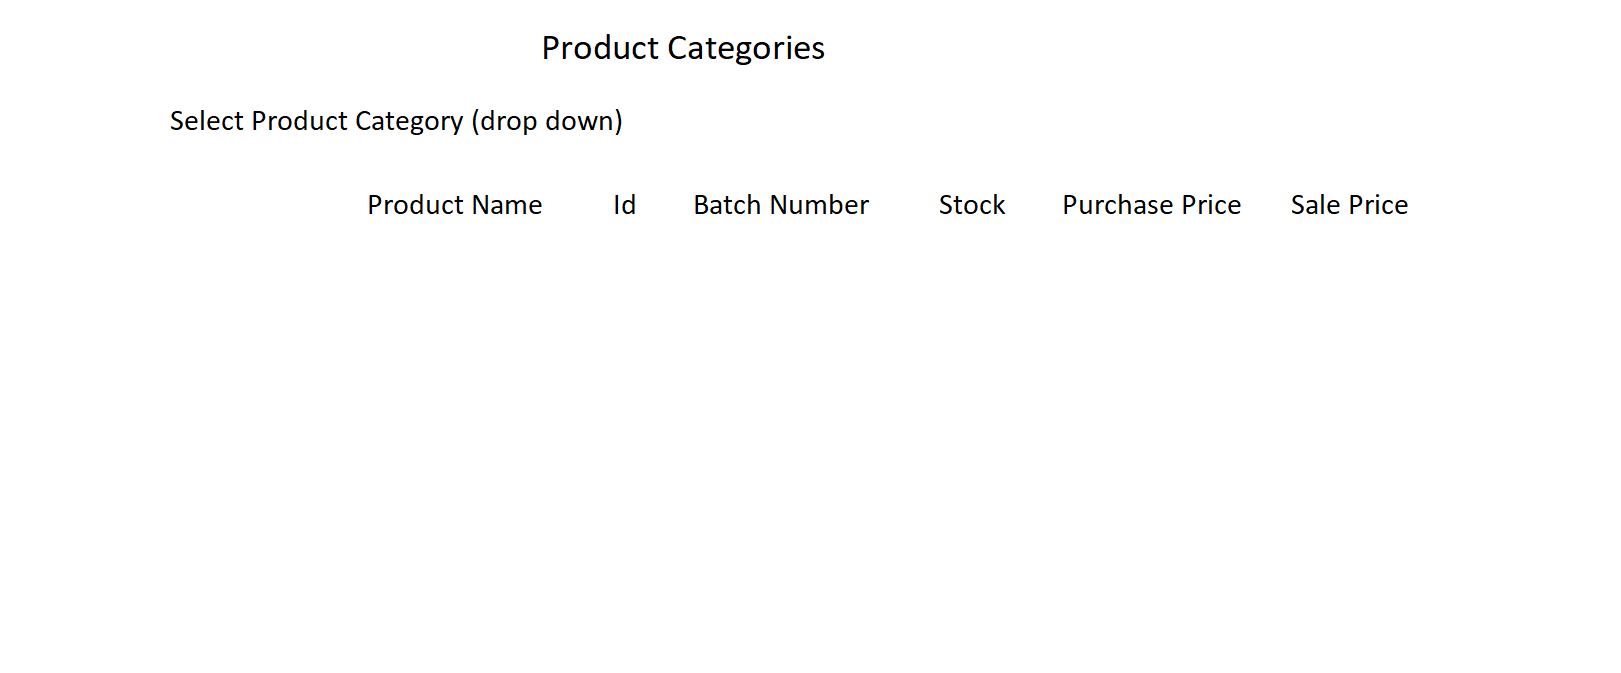 Product Categories
Select Product Category (drop down)
Product Name Id Batch Number Stock Purchase Price Sale Price